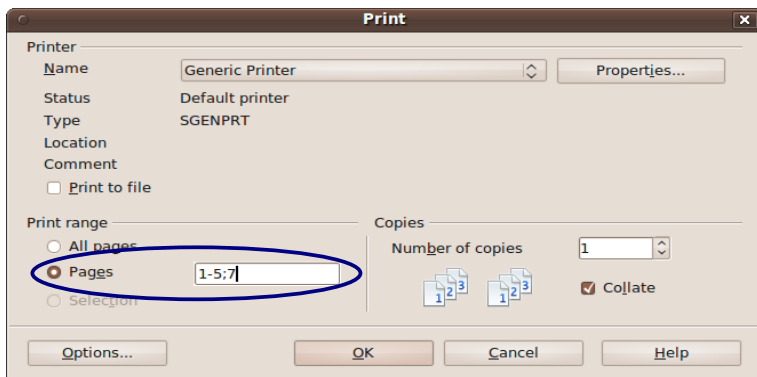 Print
Printer
Name Generic Printer Properties...
Status Default printer
Type SGENPRT
Location
Comment
Print to file
Print range Copies
All pages Number of copies 1
Pages 1-5;7
1 2 3 1 2 3 Collate
Selection
Options... OK Cancel Help